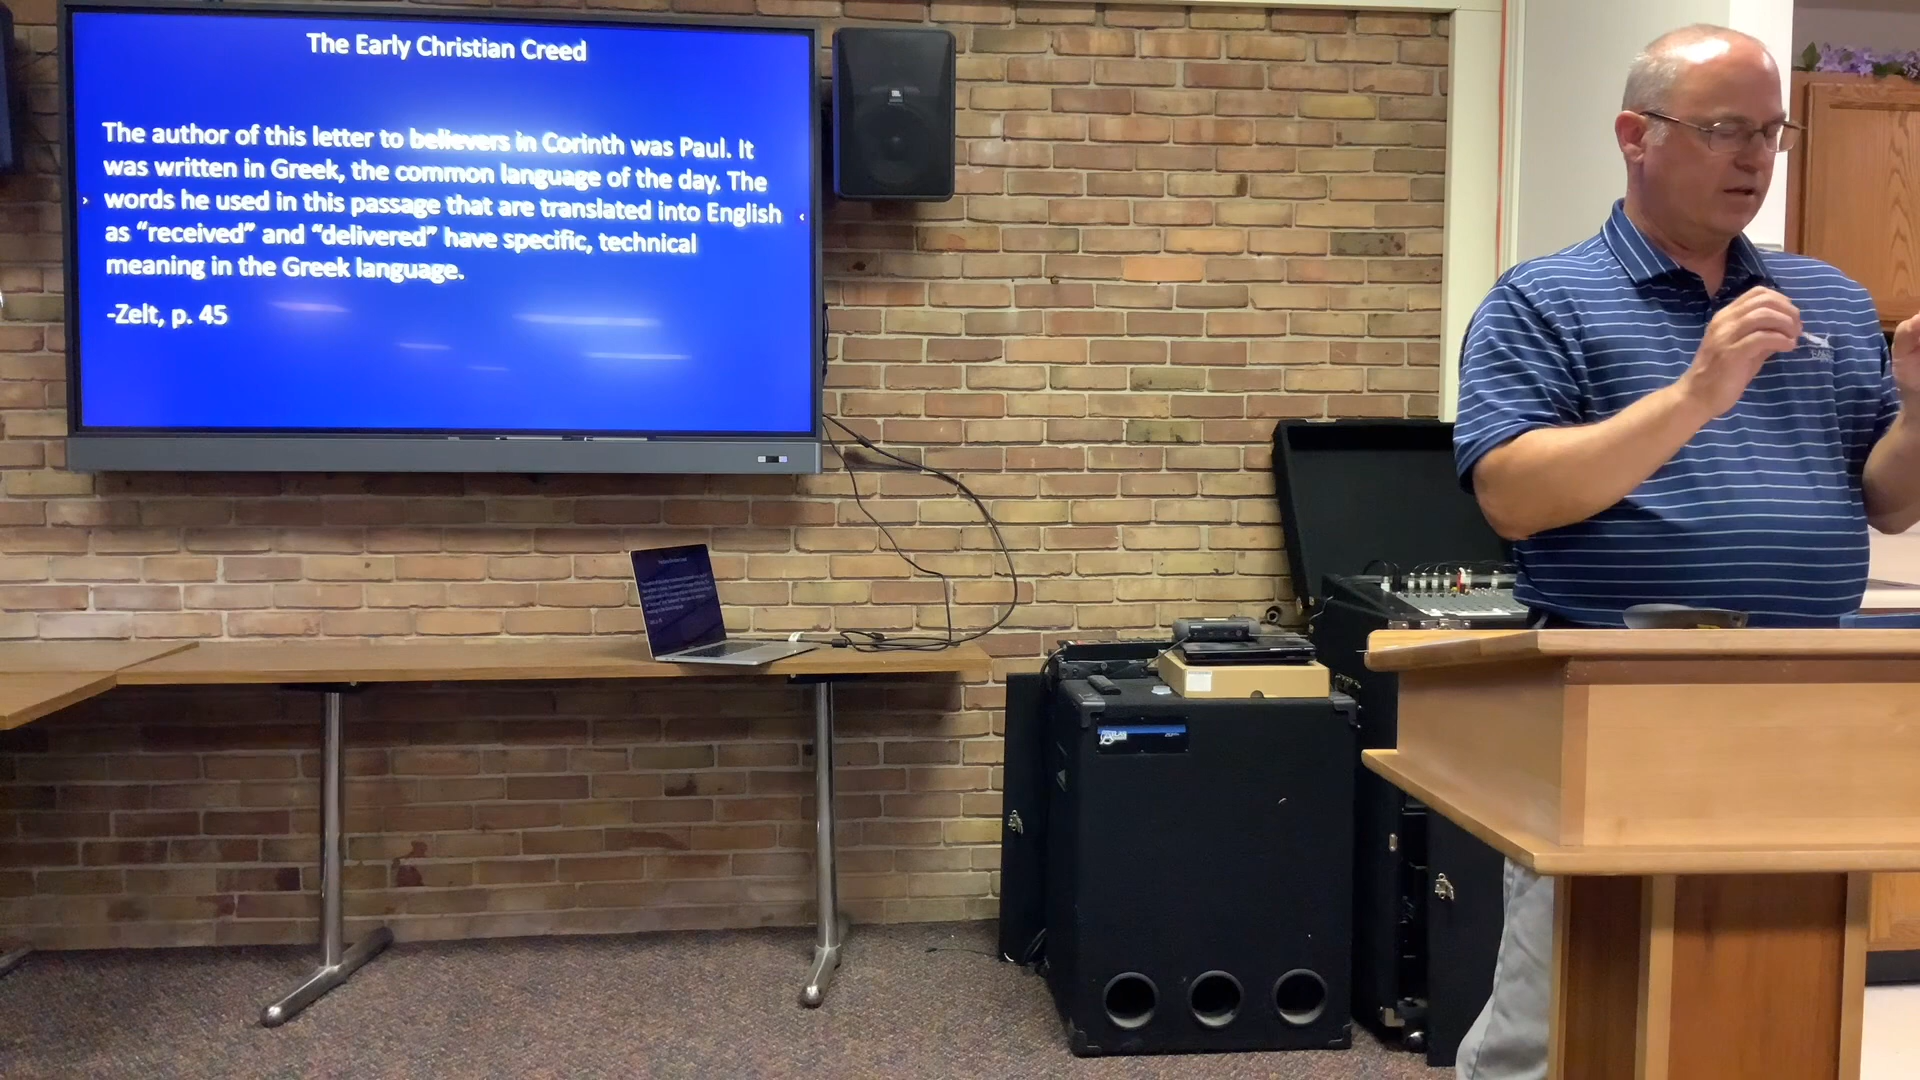 The Early Christian Creed
The author of this letter to believers in Corinth was Paul. It
was written in Greek, the common language of the day. The
words he used in this passage that are translated into English
as “received” and “delivered” have specific, technical
meaning in the Greek language.
-Zelt, p. 45
JBL